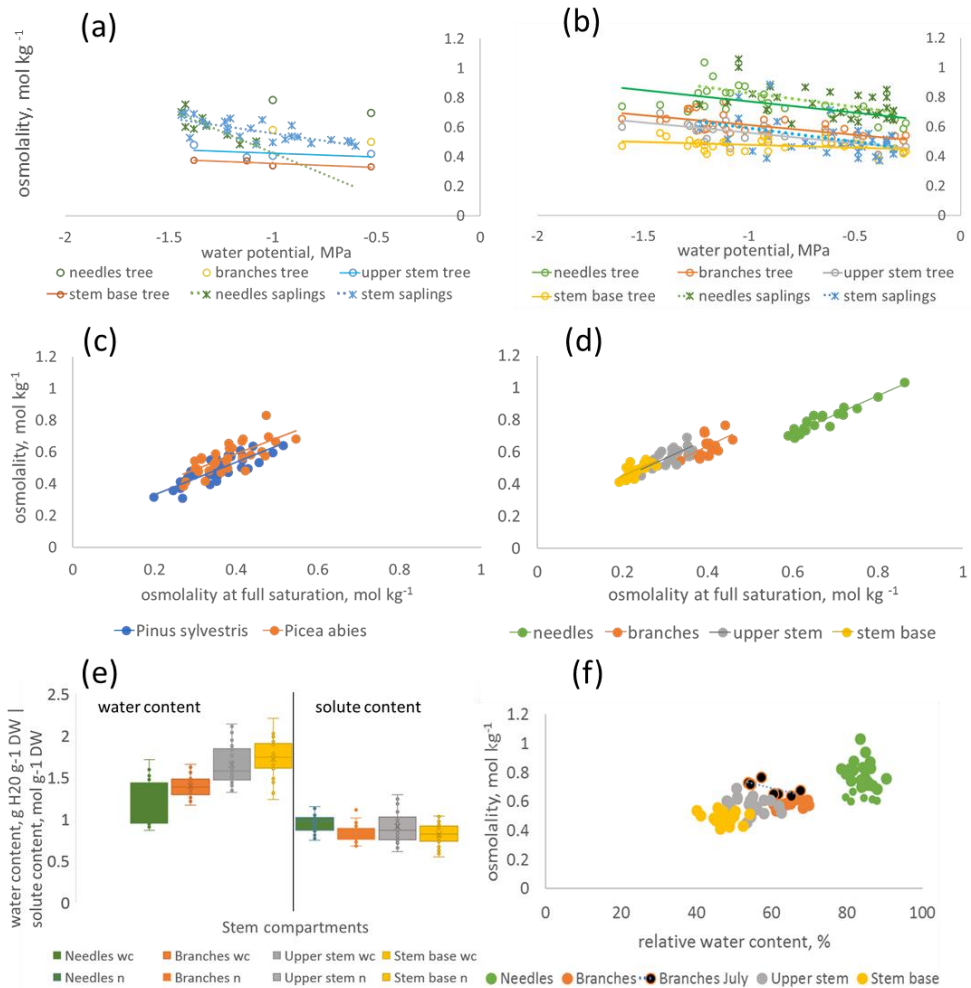 (a)
osmolality, mol kg -1
1.2
1
0.8
0.6
0.4
0.2
0
-2
-1.5
-1
-0.5
0
water potential, MPa
needles tree
branches tree
upper stem tree
stem base tree
needles saplings
stem saplings
(b)
1.2
1
0.8
0.6
0.4
0.2
0
-2
-1.5
-1
-0.5
0
water potential, MPa
needles tree
branches tree
upper stem tree
stem base tree
needles saplings
stem saplings
(c)
osmolality, mol kg-1
1.2
1
0.8
0.6
0.4
0.2
0
0
0.2
0.4
0.6
0.8
1
osmolality at full saturation, mol kg -1
Pinus sylvestris
Picea abies
(d)
1.2
1
0.8
0.6
0.4
0.2
0
0
0.2
0.4
0.6
0.8
1
osmolality at full saturation, mol kg -1
needles
branches
upper stem
stem base
(e)
water content, g H20 g-1 DW |
solute content, mol g-1 DW
2.5
2
1.5
1
0.5
0
water content
solute content
Stem compartments
Needles wc
Branches wc
Upper stem wc
Stem base wc
Needles n
Branches n
Upper stem n
Stem base n
(f)
osmolality, mol kg-1
1.2
1
0.8
0.6
0.4
0.2
0
0
20
40
60
80
100
relative water content, %
Needles
Branches
Branches July
Upper stem
Stem base